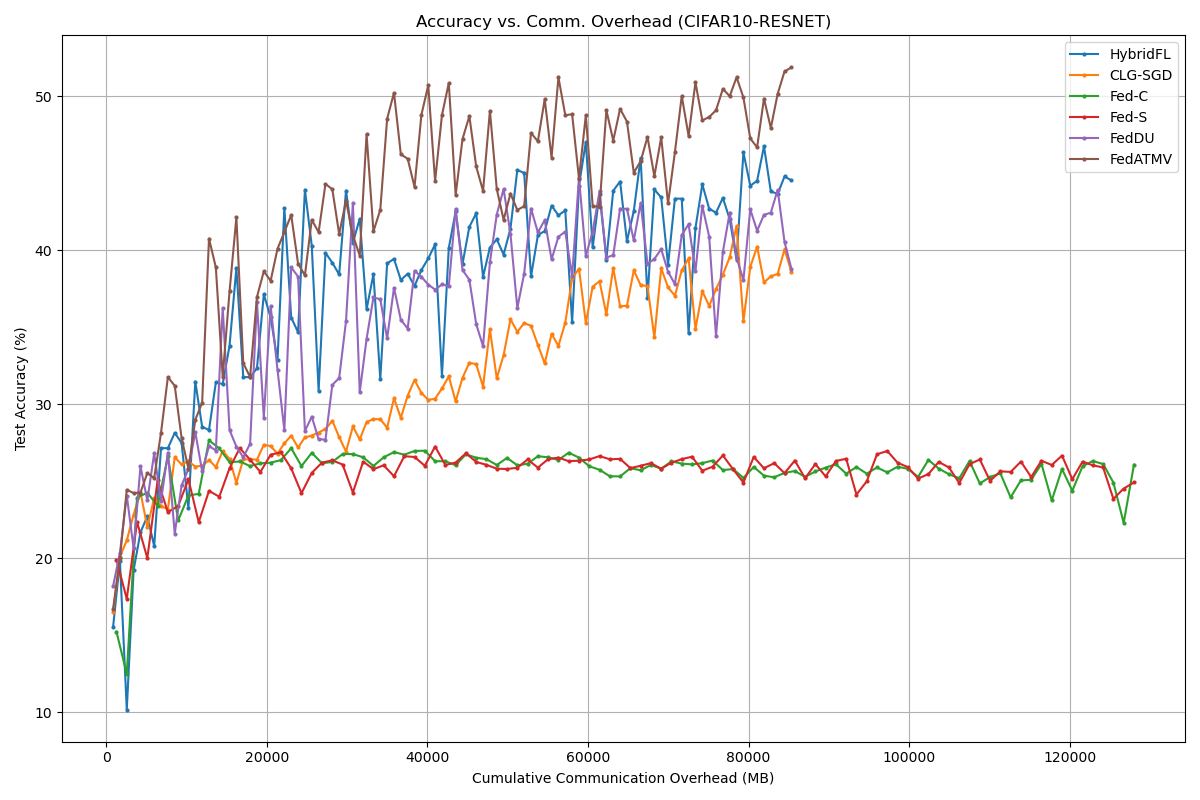 Accuracy vs. Comm. Overhead (CIFAR10-RESNET)
HybridFL
CLG-SGD
Fed-C
Fed-S
FedDU
FedATMV
Test Accuracy (%)
50
40
30
20
10
0 20000 40000 60000 80000 100000 120000
Cumulative Communication Overhead (MB)